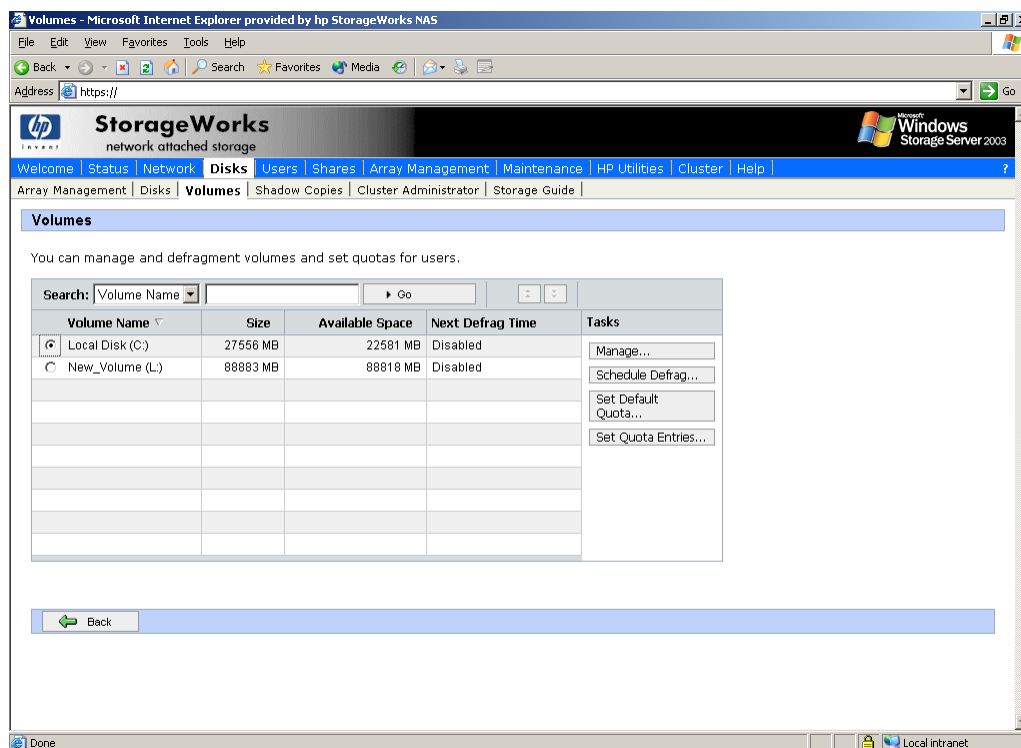 Volumes - Microsoft Internet Explorer provided by hp StorageWorks NAS
File Edit View Favorites Tools Help
Back Search Favorites Media
Address https:// Go
hp StorageWorks
invent network attached storage
Microsoft
Windows
Storage Server 2003
Welcome Status Network Disks Users Shares Array Management Maintenance HP Utilities Cluster Help ?
Array Management Disks Volumes Shadow Copies Cluster Administrator Storage Guide
Volumes
You can manage and defragment volumes and set quotas for users.
Search: Volume Name Go
Volume Name Size Available Space Next Defrag Time Tasks
Local Disk (C:) 27556 MB 22581 MB Disabled
New_Volume (L:) 88883 MB 88818 MB Disabled
Manage...
Schedule Defrag...
Set Default
Quota...
Set Quota Entries...
Back
Done Local intranet